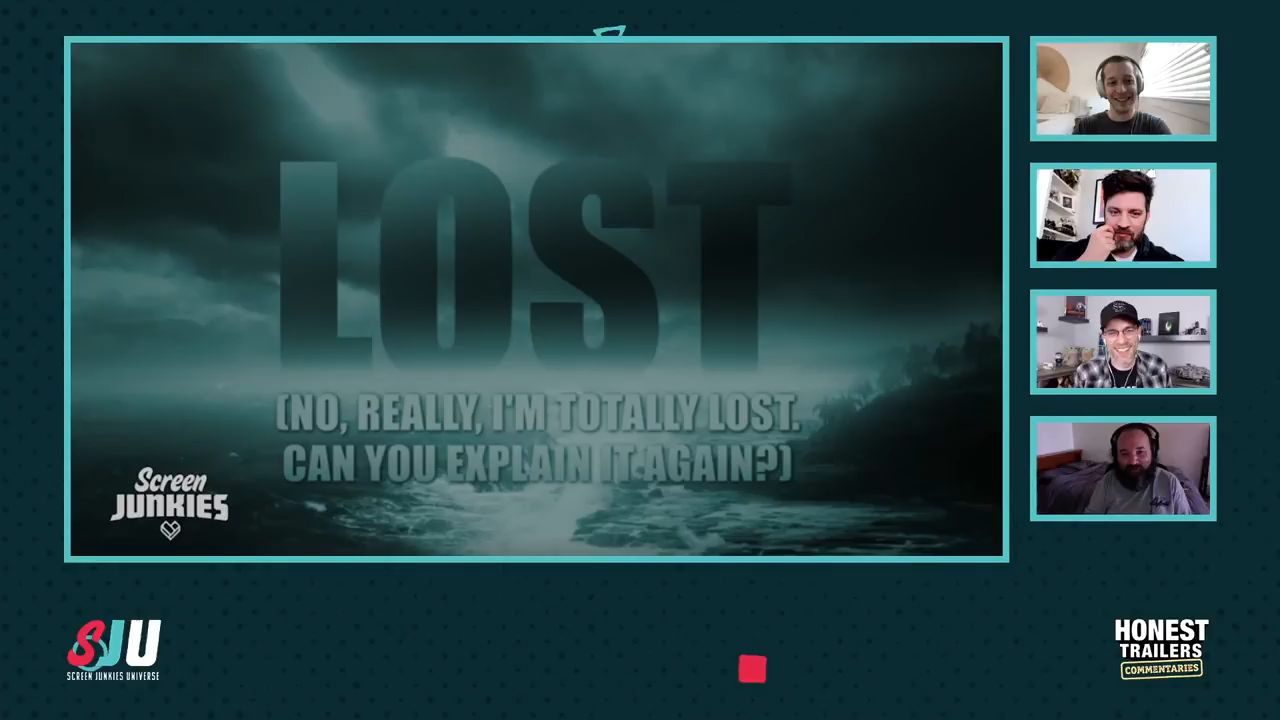 LOST
(NO, REALLY, I'M TOTALLY LOST.
CAN YOU EXPLAIN IT AGAIN?)
Screen
JUNKIES
SJU
SCREEN JUNKIES UNIVERSE
HONEST
TRAILERS
COMMENTARIES